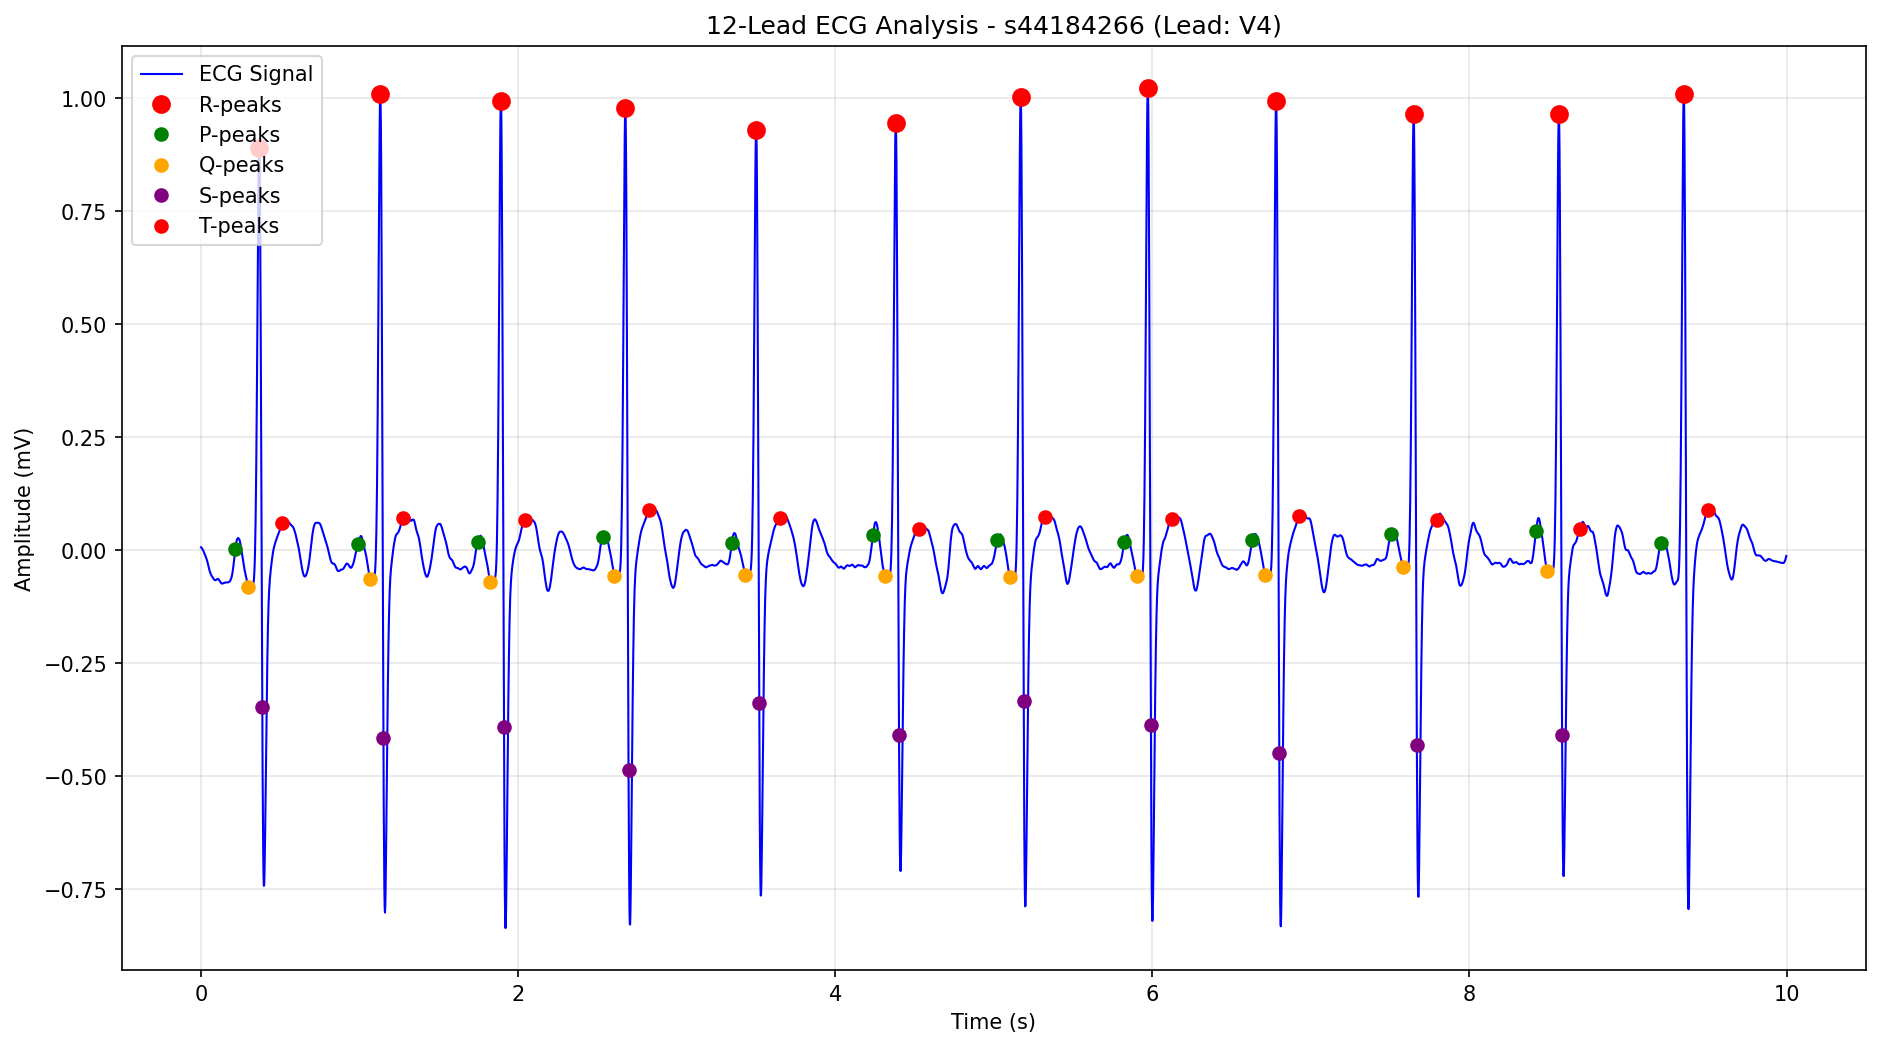 12-Lead ECG Analysis - s44184266 (Lead: V4)
ECG Signal
R-peaks
P-peaks
Q-peaks
S-peaks
T-peaks
1.00
0.75
0.50
0.25
0.00
−0.25
−0.50
−0.75
Amplitude (mV)
0 2 4 6 8 10
Time (s)